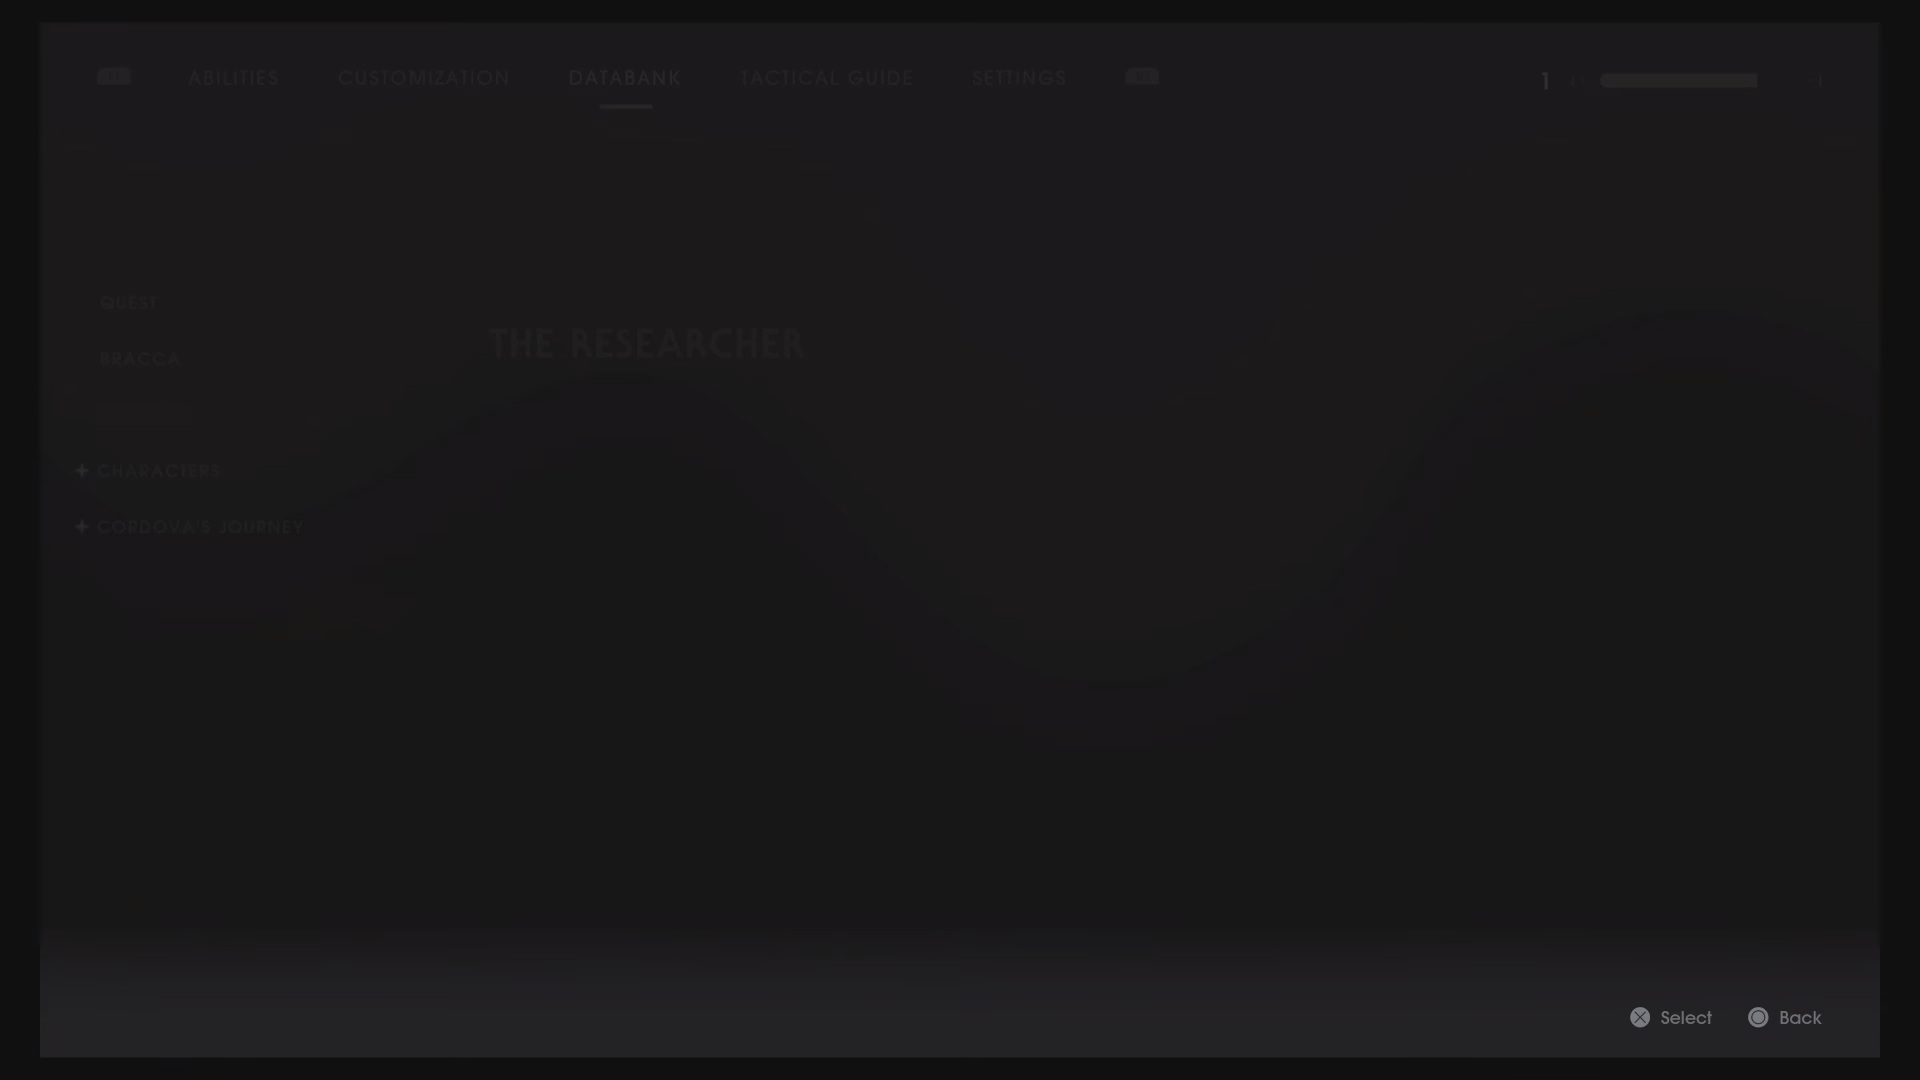 ABILITIES CUSTOMIZATION DATABANK TACTICAL GUIDE SETTINGS 1
QUEST
THE RESEARCHER
BRACCA
+ CHARACTERS
+ CORDOVA'S JOURNEY
Select Back